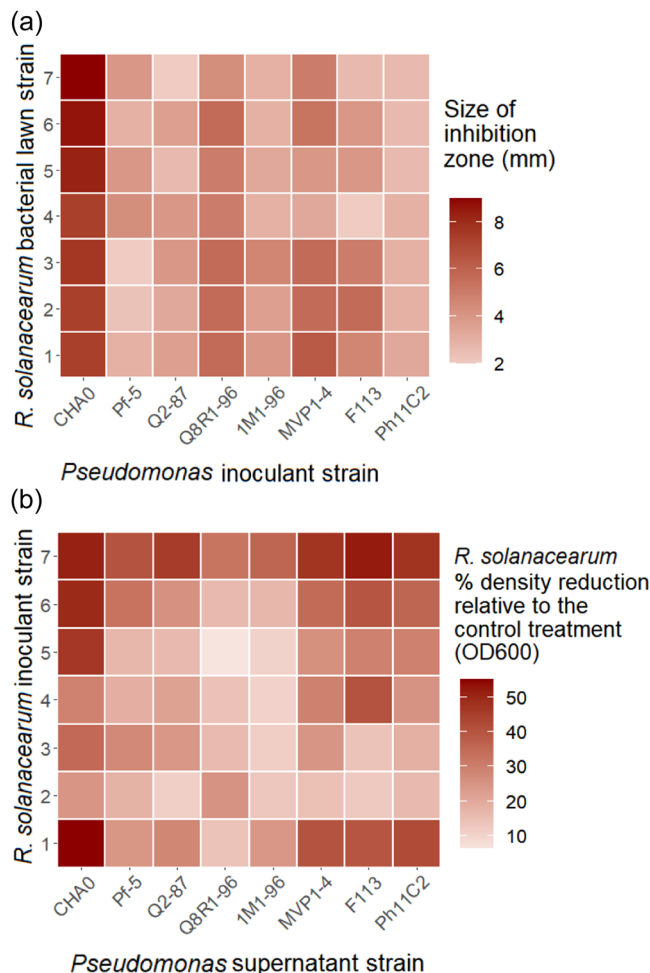 (a)
R. solanacearum bacterial lawn strain
7
6
5
4
3
2
1
CHA0
Pf-5
Q2-87
Q8R1-96
1M1-96
MVP1-4
F113
Ph11C2
Pseudomonas inoculant strain
Size of
inhibition
zone (mm)
8
6
4
2
(b)
R. solanacearum inoculant strain
7
6
5
4
3
2
1
CHA0
Pf-5
Q2-87
Q8R1-96
1M1-96
MVP1-4
F113
Ph11C2
Pseudomonas supernatant strain
R. solanacearum
% density reduction
relative to the
control treatment
(OD600)
50
40
30
20
10